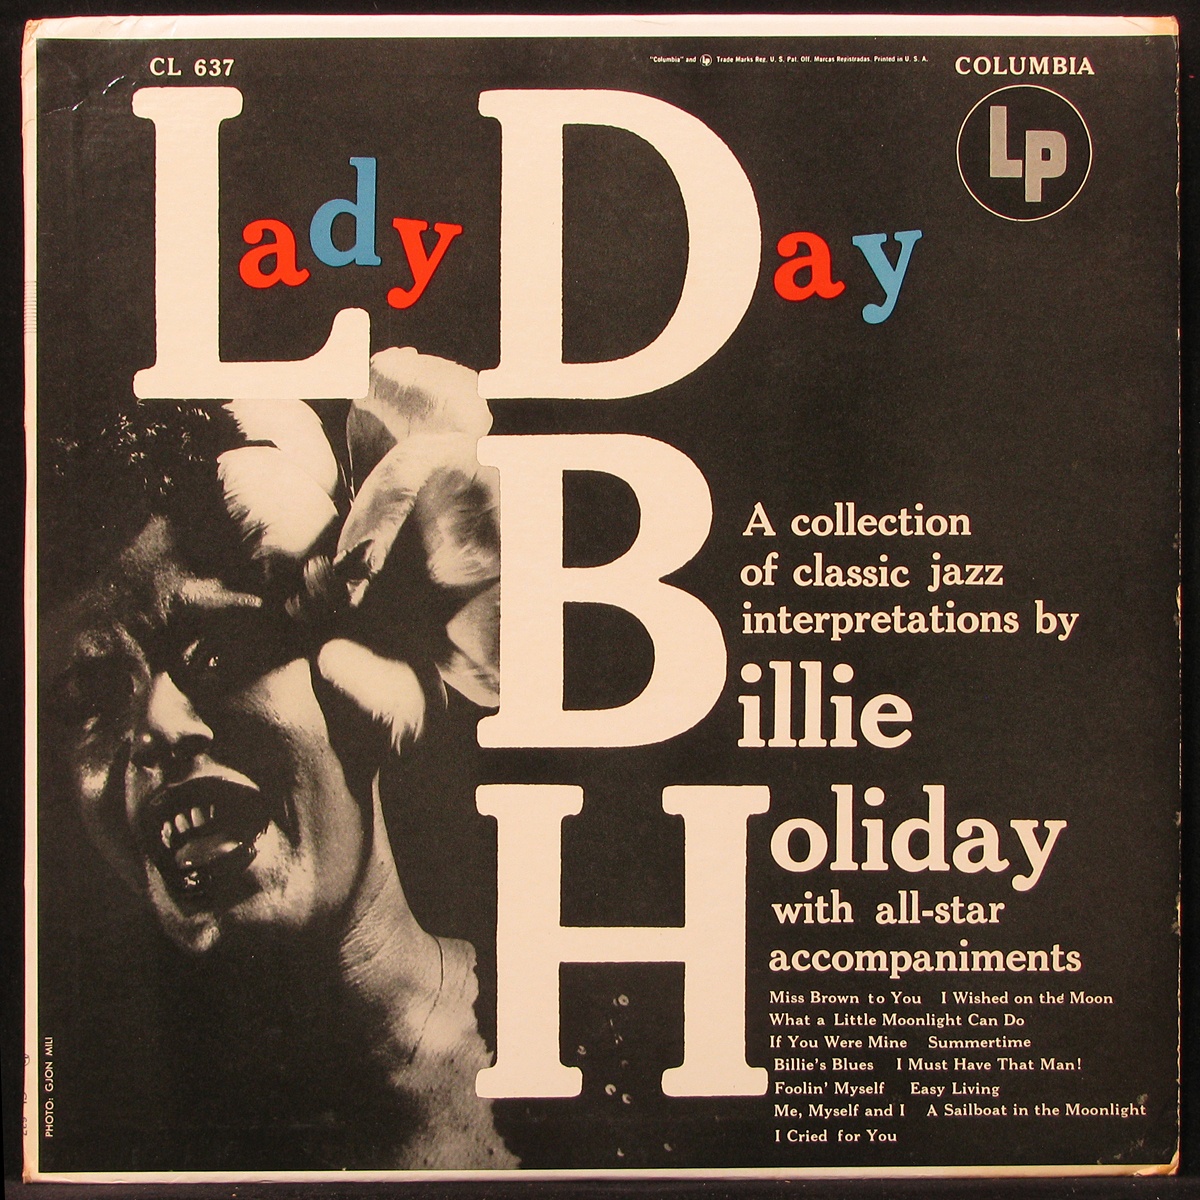 CL 637
"Columbia" and Lp Trade Marks Reg. U. S. Pat. Off. Marcas Registradas. Printed in U. S. A.
COLUMBIA
Lp
Lady Day
A collection
of classic jazz
interpretations by
Billie
Holiday
with all-star
accompaniments
Miss Brown to You I Wished on the Moon
What a Little Moonlight Can Do
If You Were Mine Summertime
Billie's Blues I Must Have That Man!
Foolin' Myself Easy Living
Me, Myself and I A Sailboat in the Moonlight
I Cried for You
PHOTO: GJON MILI